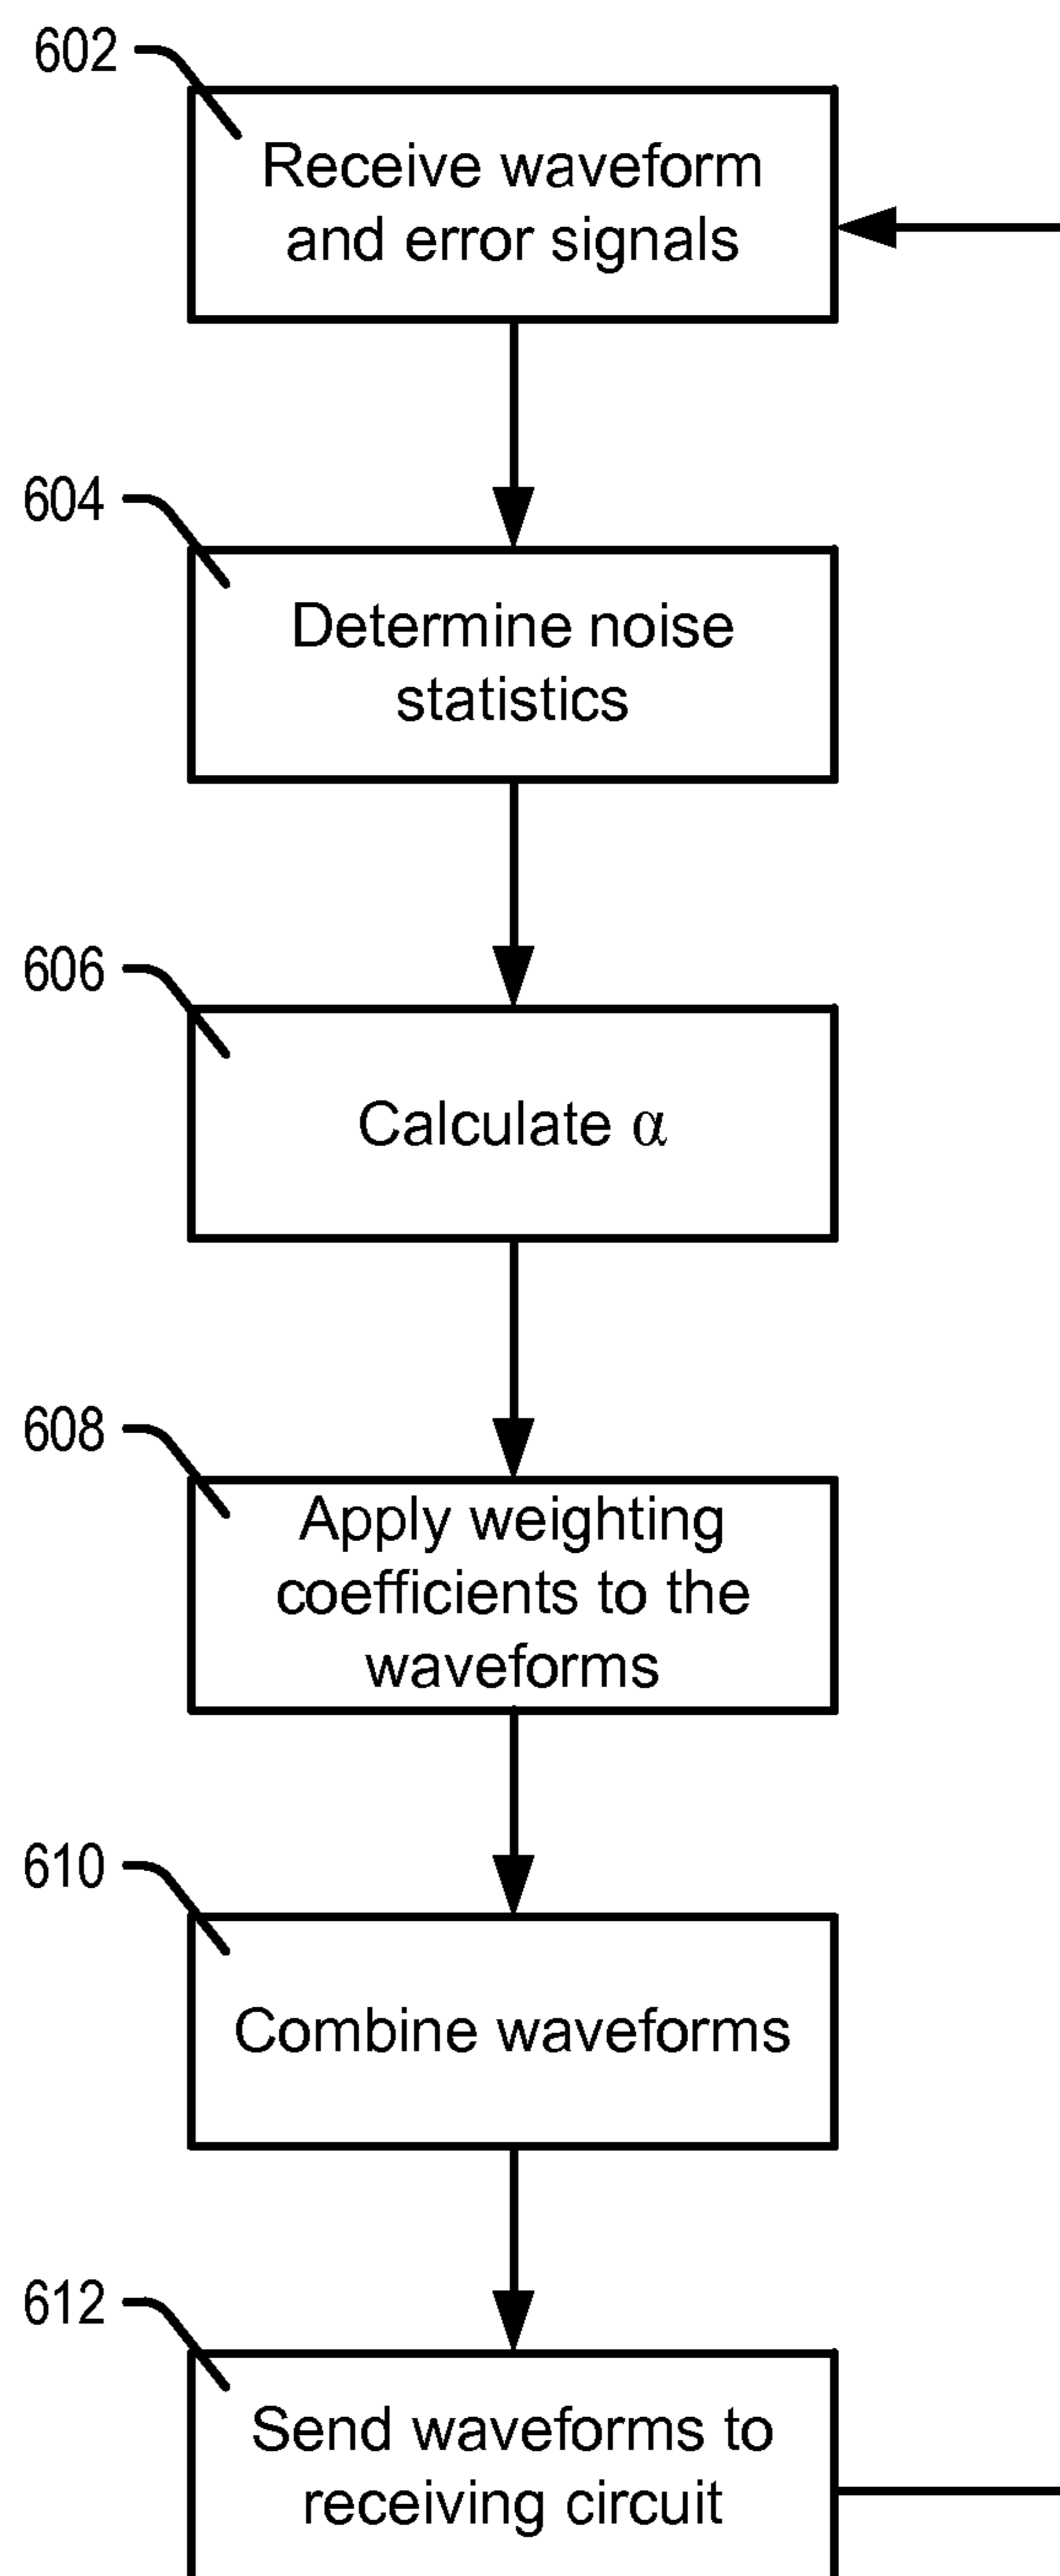 602
Receive waveform
and error signals
604
Determine noise
statistics
606
Calculate α
608
Apply weighting
coefficients to the
waveforms
610
Combine waveforms
612
Send waveforms to
receiving circuit